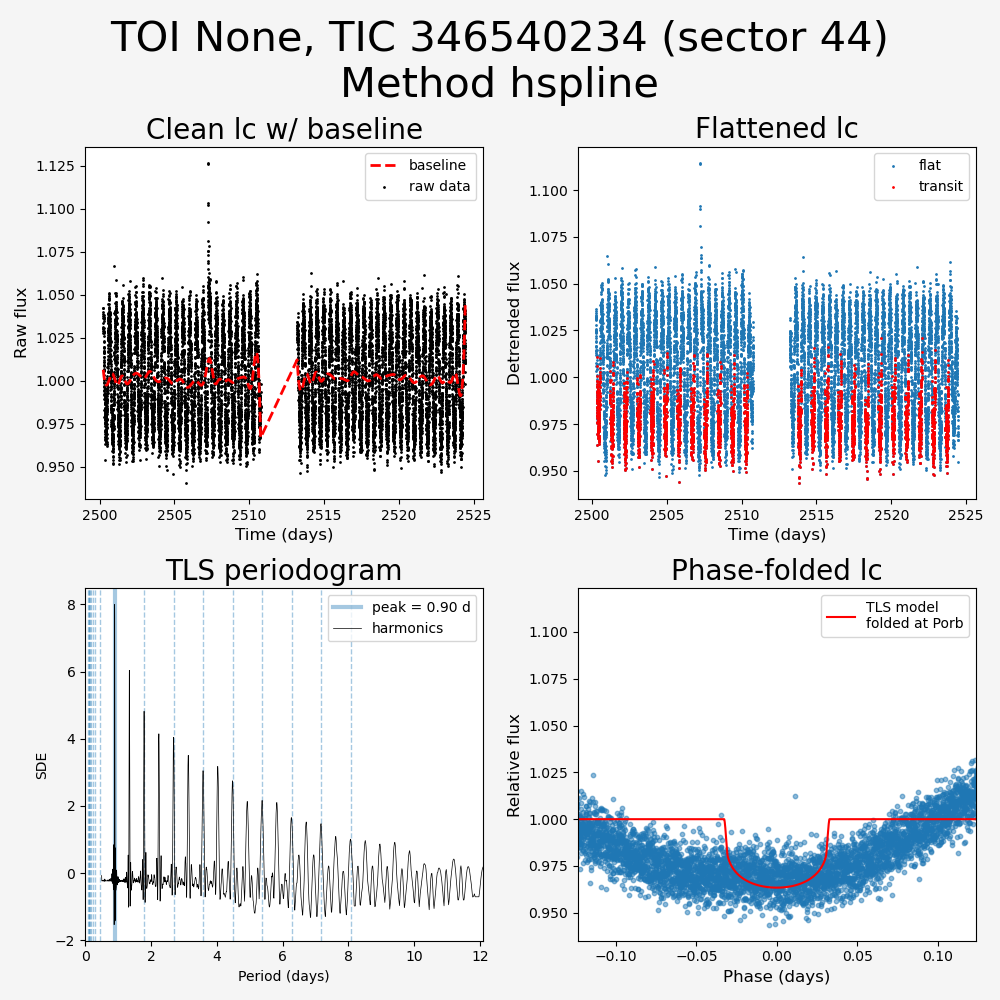 TOI None, TIC 346540234 (sector 44)
Method hspline
Clean lc w/ baseline
Raw flux
1.125
1.100
1.075
1.050
1.025
1.000
0.975
0.950
baseline
raw data
2500
2505
2510
2515
2520
2525
Time (days)
Flattened lc
Detrended flux
1.100
1.075
1.050
1.025
1.000
0.975
0.950
flat
transit
2500
2505
2510
2515
2520
2525
Time (days)
TLS periodogram
SDE
8
6
4
2
0
−2
peak = 0.90 d
harmonics
0
2
4
6
8
10
12
Period (days)
Phase-folded lc
Relative flux
1.100
1.075
1.050
1.025
1.000
0.975
0.950
TLS model
folded at Porb
−0.10
−0.05
0.00
0.05
0.10
Phase (days)